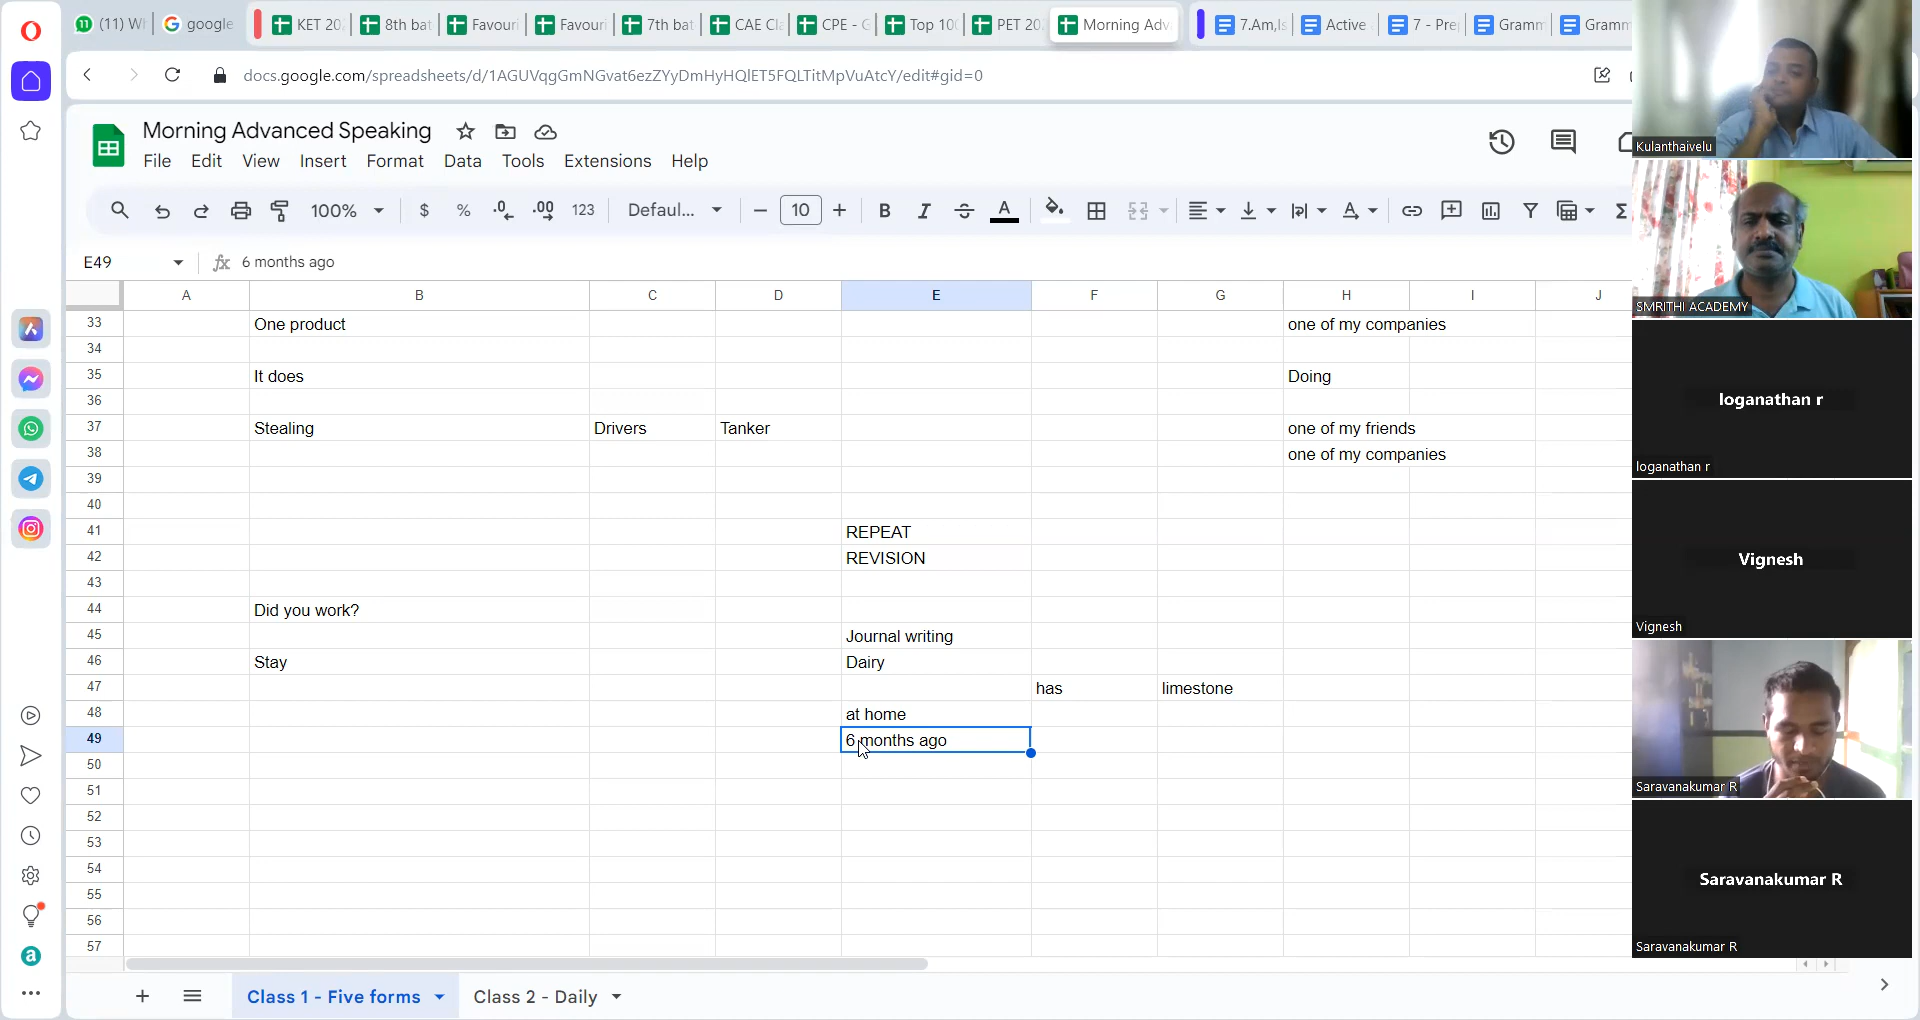 (11) W
google
KET 20
8th bat
Favouri
Favouri
7th bat
CAE Cla
CPE - G
Top 100
PET 20
Morning Adv
7.Am,Is
Active
7 - Pre
Gramm
Gramm
docs.google.com/spreadsheets/d/1AGUVqgGmNGvat6ezZYyDmHyHQlET5FQLTitMpVuAtcY/edit#gid=0
Morning Advanced Speaking
File Edit View Insert Format Data Tools Extensions Help
100% $ % .0 .00 123 Defaul... 10 B I A
E49 fx 6 months ago
A B C D E F G H I J
33 One product one of my companies
34
35 It does Doing
36
37 Stealing Drivers Tanker one of my friends
38 one of my companies
39
40
41 REPEAT
42 REVISION
43
44 Did you work?
45 Journal writing
46 Stay Dairy
47 has limestone
48 at home
49 6 months ago
50
51
52
53
54
55
56
57
Class 1 - Five forms Class 2 - Daily
Kulanthaivelu
SMRITHI ACADEMY
loganathan r
loganathan r
Vignesh
Vignesh
Saravanakumar R
Saravanakumar R
Saravanakumar R